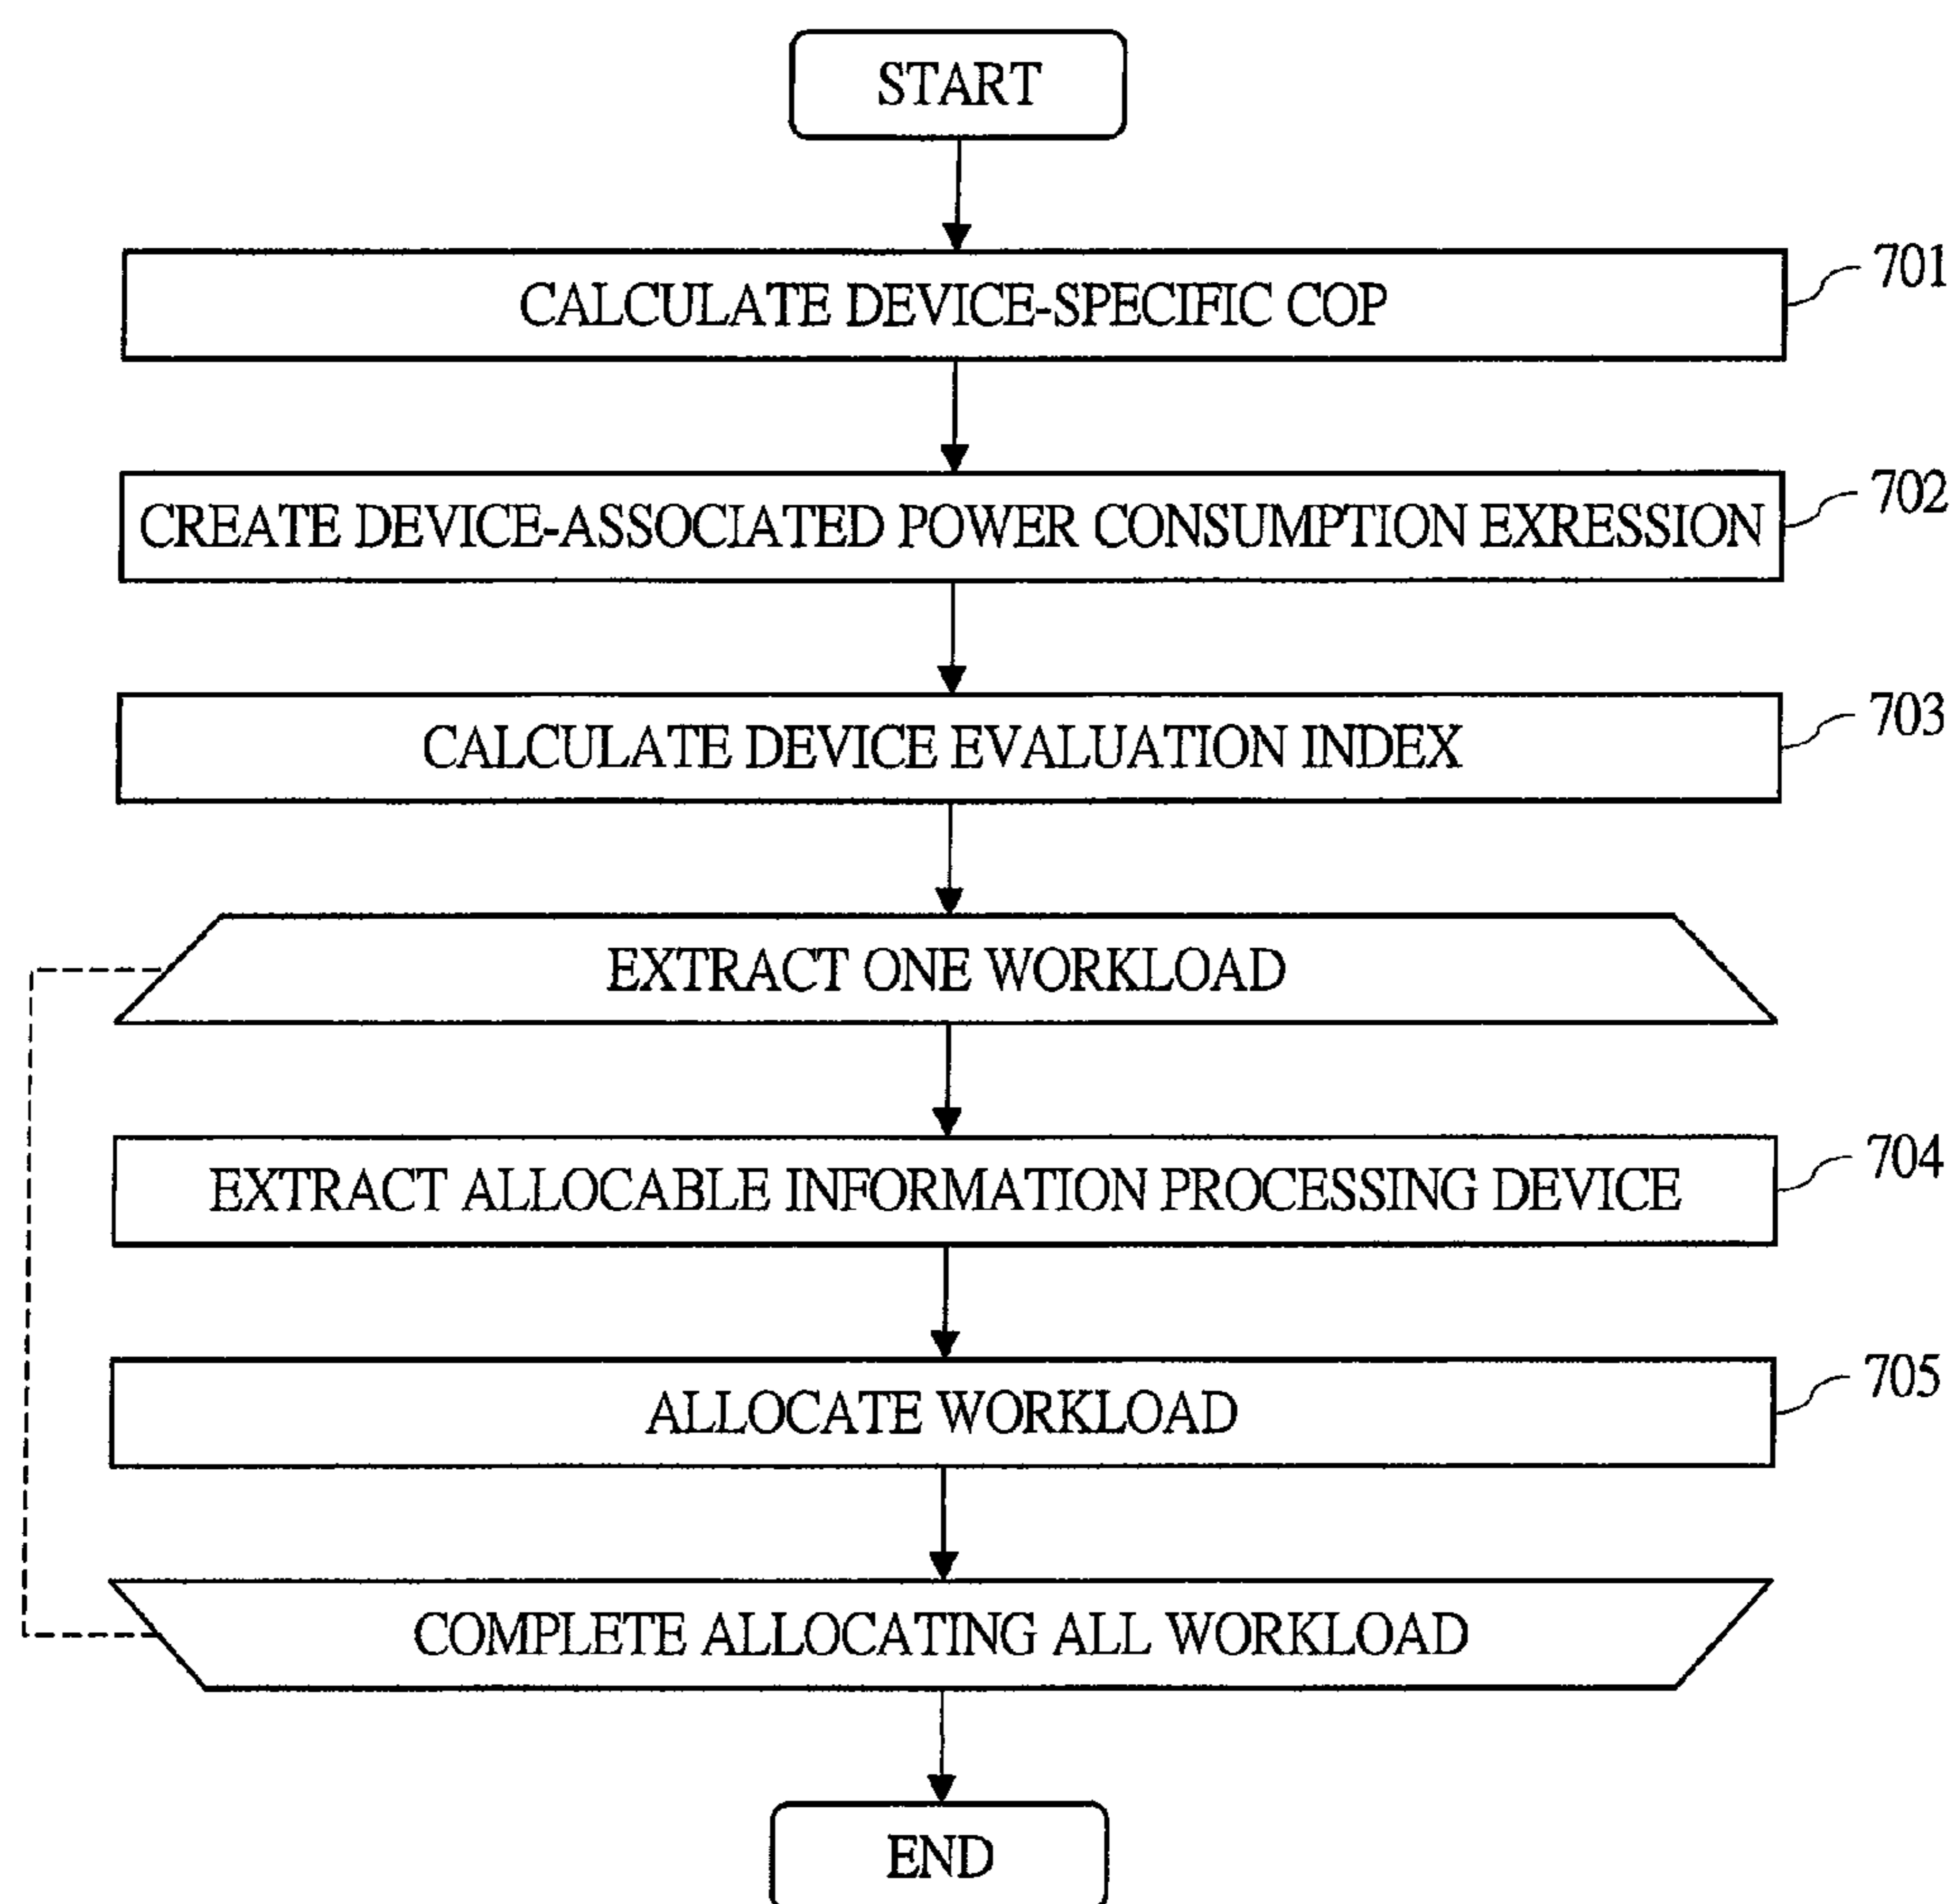 START
CALCULATE DEVICE-SPECIFIC COP
701
CREATE DEVICE-ASSOCIATED POWER CONSUMPTION EXRESSION
702
CALCULATE DEVICE EVALUATION INDEX
703
EXTRACT ONE WORKLOAD
EXTRACT ALLOCABLE INFORMATION PROCESSING DEVICE
704
ALLOCATE WORKLOAD
705
COMPLETE ALLOCATING ALL WORKLOAD
END